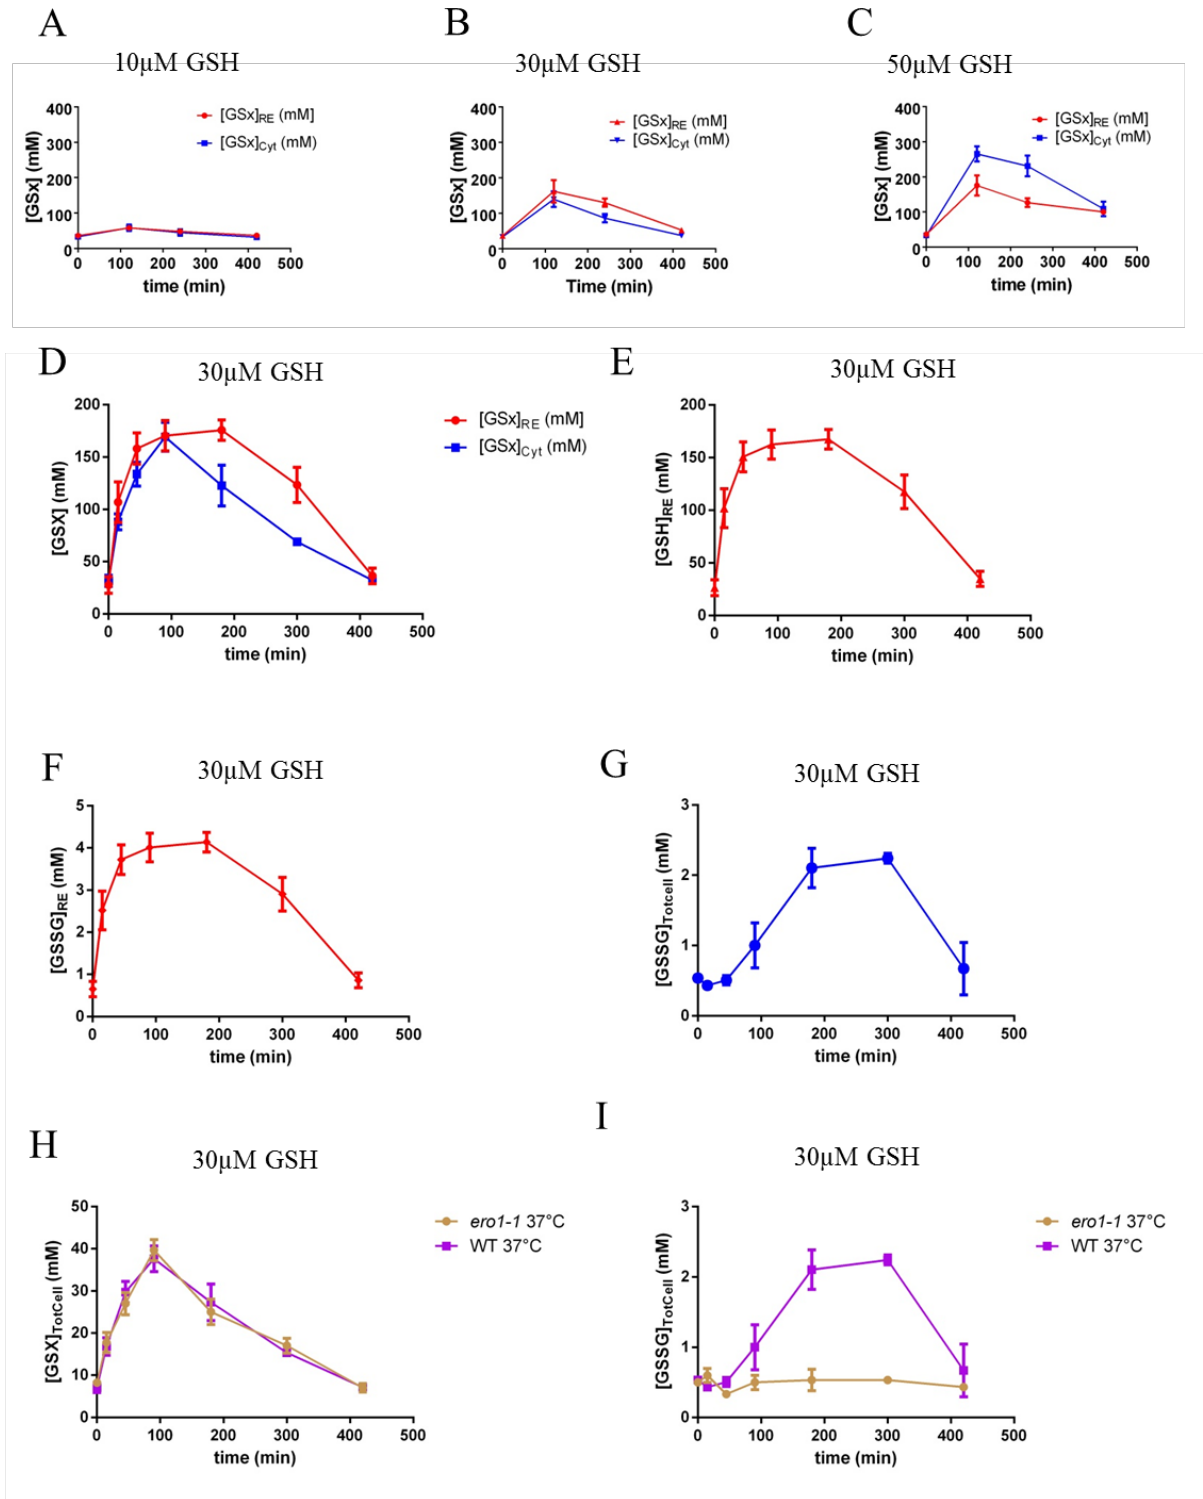 A
B
C
10µM GSH
30µM GSH
50µM GSH
[GSx] (mM)
400
300
200
100
0
0 100 200 300 400 500
time (min)
[GSx]RE (mM]
[GSx]Cyt (mM)
[GSx] (mM)
400
300
200
100
0
0 100 200 300 400 500
Time (min)
[GSx]RE (mM]
[GSx]Cyt (mM)
[GSx] (mM)
400
300
200
100
0
0 100 200 300 400 500
time (min)
[GSx]RE (mM]
[GSx]Cyt (mM)
D
30µM GSH
[GSX] (mM)
200
150
100
50
0
0 100 200 300 400 500
time (min)
[GSx]RE (mM]
[GSx]Cyt (mM)
E
30µM GSH
[GSH]RE (mM)
200
150
100
50
0
0 100 200 300 400 500
time (min)
F
30µM GSH
[GSSG]RE (mM)
5
4
3
2
1
0
0 100 200 300 400 500
time (min)
G
30µM GSH
[GSSG]Totcell (mM)
3
2
1
0
0 100 200 300 400 500
time (min)
H
30µM GSH
[GSX]TotCell (mM)
50
40
30
20
10
0
0 100 200 300 400 500
time (min)
ero1-1 37°C
WT 37°C
I
30µM GSH
[GSSG]TotCell (mM)
3
2
1
0
0 100 200 300 400 500
time (min)
ero1-1 37°C
WT 37°C